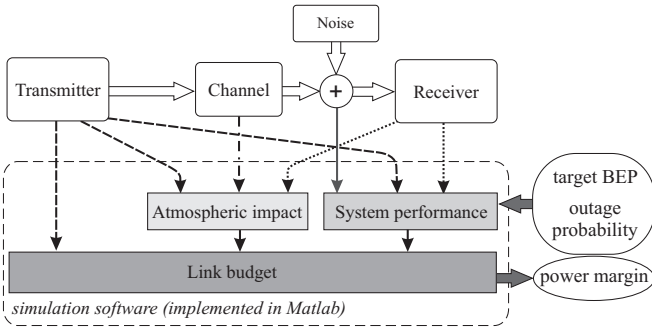 Noise
Transmitter
Channel
+
Receiver
target BEP
outage
probability
Atmospheric impact
System performance
Link budget
power margin
simulation software (implemented in Matlab)